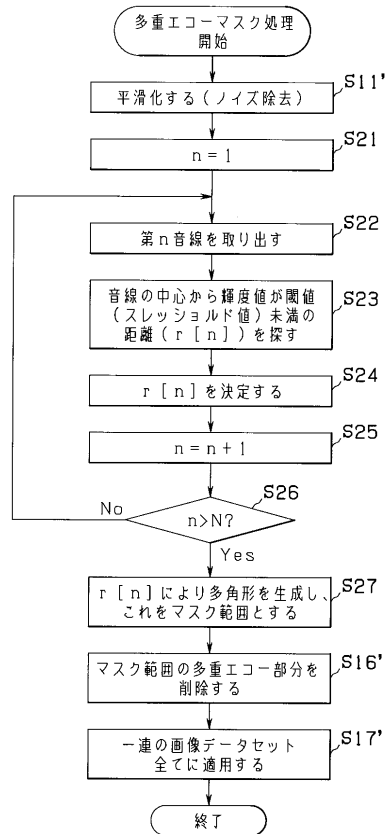 多重エコーマスク処理
開始
S11'
平滑化する(ノイズ除去)
S21
n=1
S22
第n音線を取り出す
S23
音線の中心から輝度値が閾値
(スレッショルド値)未満の
距離(r[n])を探す
S24
r[n]を決定する
S25
n=n+1
S26
n>N?
No
Yes
S27
r[n]により多角形を生成し、
これをマスク範囲とする
S16'
マスク範囲の多重エコー部分を
削除する
S17'
一連の画像データセット
全てに適用する
終了